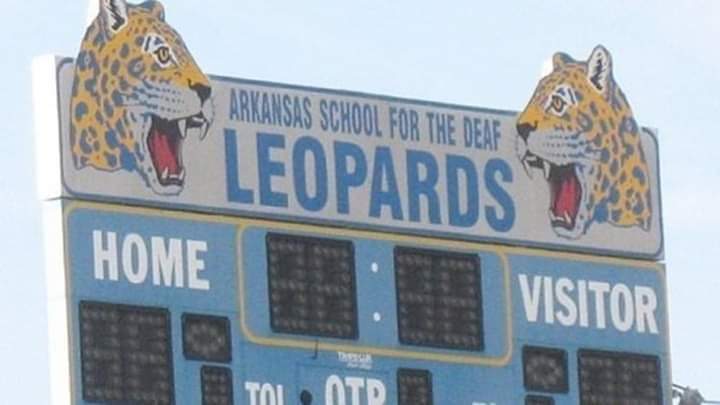 ARKANSAS SCHOOL FOR THE DEAF
LEOPARDS
HOME
VISITOR
TOL
QTR